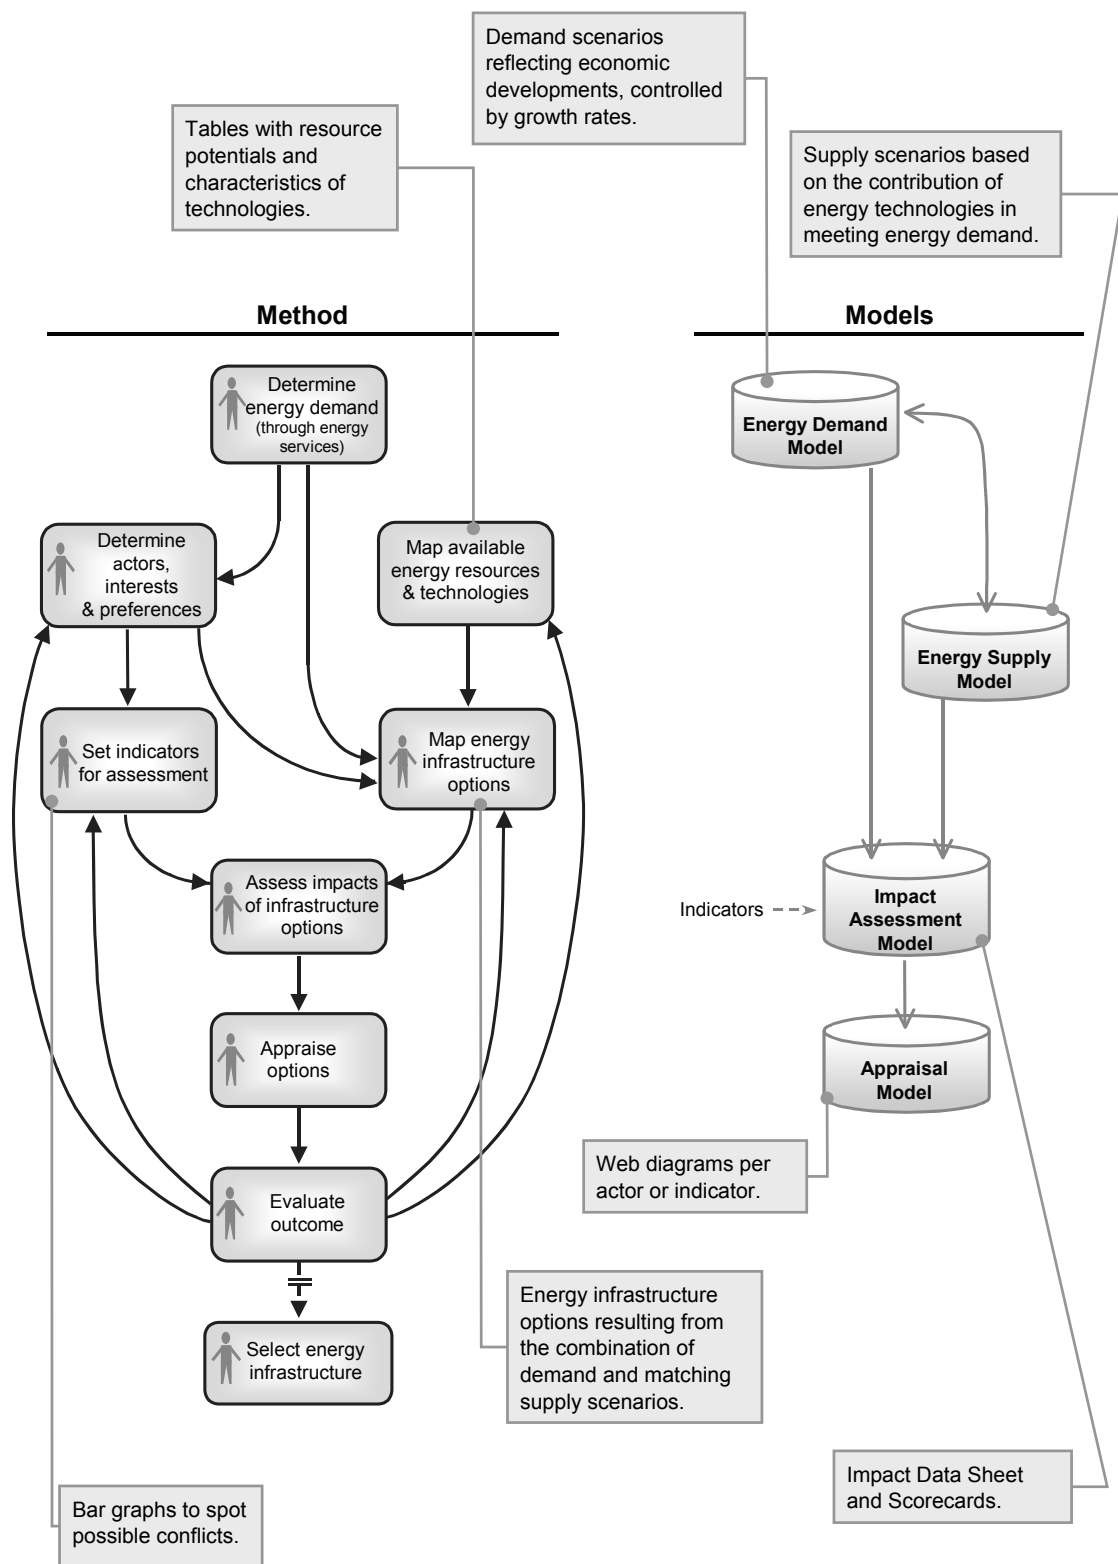 Demand scenarios
reflecting economic
developments, controlled
by growth rates.
Tables with resource
potentials and
characteristics of
technologies.
Supply scenarios based
on the contribution of
energy technologies in
meeting energy demand.
Method
Models
Determine
energy demand
(through energy
services)
Energy Demand
Model
Determine
actors,
interests
& preferences
Map available
energy resources
& technologies
Energy Supply
Model
Set indicators
for assessment
Map energy
infrastructure
options
Assess impacts
of infrastructure
options
Indicators
Impact
Assessment
Model
Appraise
options
Appraisal
Model
Web diagrams per
actor or indicator.
Evaluate
outcome
Energy infrastructure
options resulting from
the combination of
demand and matching
supply scenarios.
Select energy
infrastructure
Impact Data Sheet
and Scorecards.
Bar graphs to spot
possible conflicts.